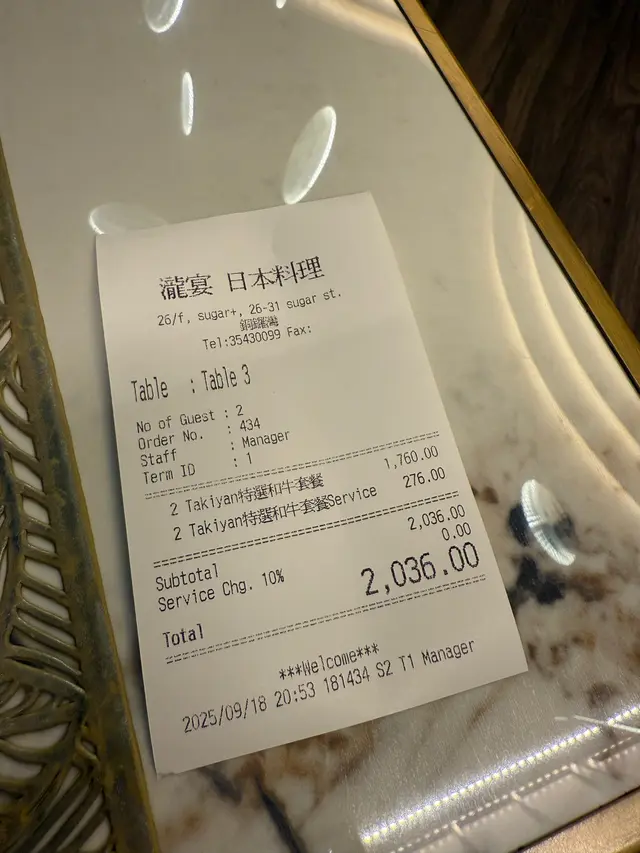 瀧宴 日本料理
26/f, sugar+, 26-31 sugar st.
銅鑼灣
Tel:35430099 Fax:
Table : Table 3
No of Guest : 2
Order No. : 434
Staff : Manager
Term ID : 1
2 Takiyan特選和牛套餐 1,760.00
2 Takiyan特選和牛套餐Service 276.00
Subtotal 2,036.00
Service Chg. 10% 0.00
Total 2,036.00
***Welcome***
2025/09/18 20:53 181434 S2 T1 Manager